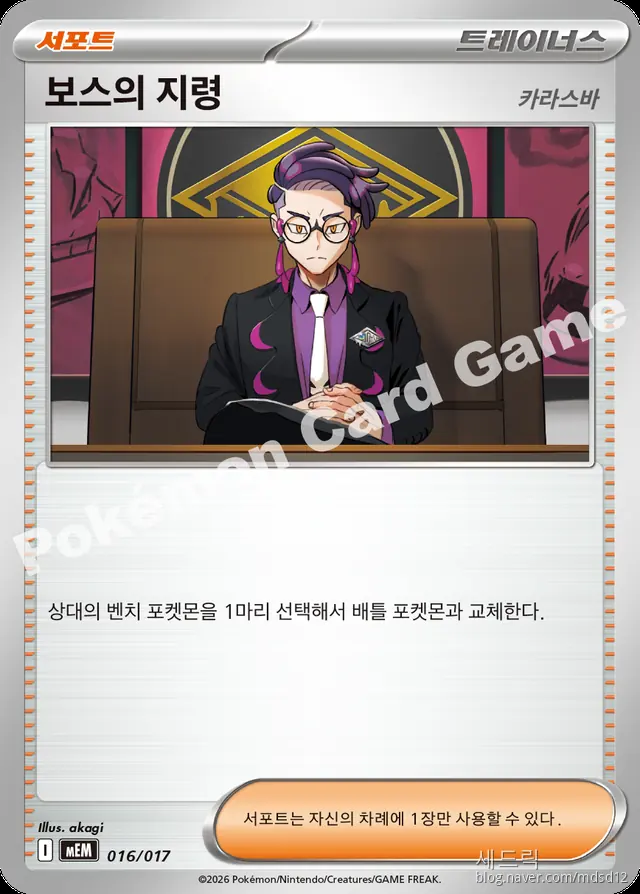 서포트
트레이너스
보스의 지령
카라스바
Pokémon Card Game
상대의 벤치 포켓몬을 1마리 선택해서 배틀 포켓몬과 교체한다.
서포트는 자신의 차례에 1장만 사용할 수 있다.
Illus. akagi
I mEM 016/017
©2026 Pokémon/Nintendo/Creatures/GAME FREAK.
세드릭
blog.naver.com/mdsd12